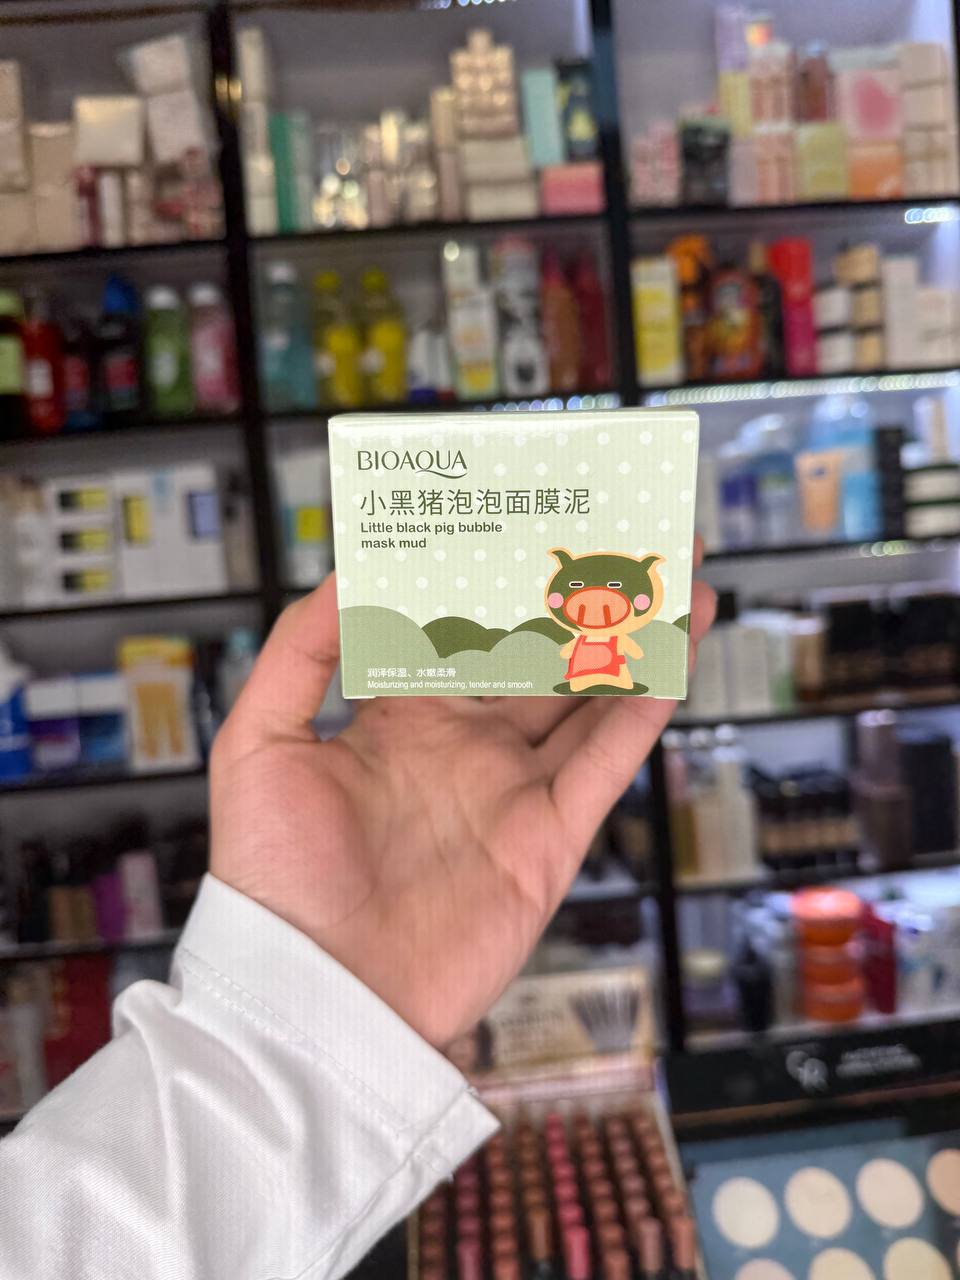 BIOAQUA
小黑猪泡泡面膜泥
Little black pig bubble
mask mud
润泽保湿、水嫩柔滑
Moisturizing and moisturizing, tender and smooth